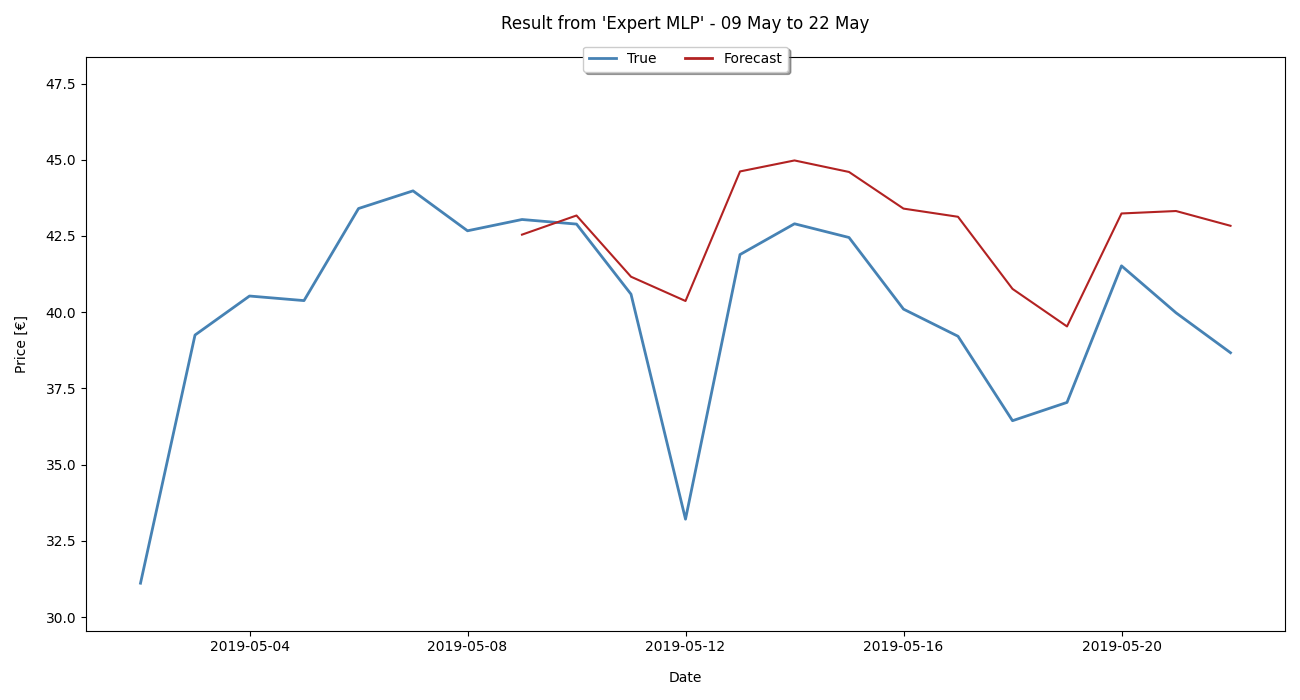 Result from 'Expert MLP' - 09 May to 22 May
True Forecast
47.5
45.0
42.5
40.0
37.5
35.0
32.5
30.0
Price [€]
2019-05-04 2019-05-08 2019-05-12 2019-05-16 2019-05-20
Date